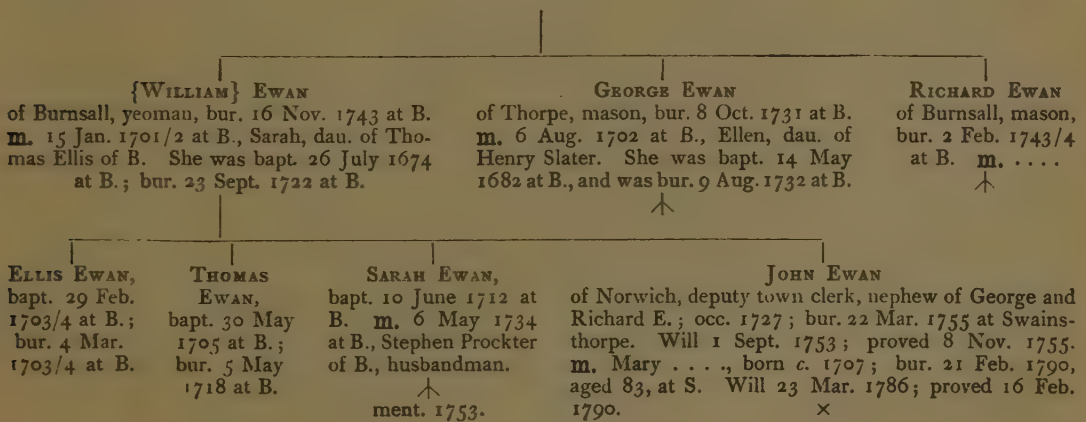 {WILLIAM} EWAN
of Burnsall, yeoman, bur. 16 Nov. 1743 at B.
m. 15 Jan. 1701/2 at B., Sarah, dau. of Tho-
mas Ellis of B. She was bapt. 26 July 1674
at B.; bur. 23 Sept. 1722 at B.
GEORGE EWAN
of Thorpe, mason, bur. 8 Oct. 1731 at B.
m. 6 Aug. 1702 at B., Ellen, dau. of
Henry Slater. She was bapt. 14 May
1682 at B., and was bur. 9 Aug. 1732 at B.
RICHARD EWAN
of Burnsall, mason,
bur. 2 Feb. 1743/4
at B. m. . . . .
ELLIS EWAN,
bapt. 29 Feb.
1703/4 at B.;
bur. 4 Mar.
1703/4 at B.
THOMAS
EWAN,
bapt. 30 May
1705 at B.;
bur. 5 May
1718 at B.
SARAH EWAN,
bapt. 10 June 1712 at
B. m. 6 May 1734
at B., Stephen Prockter
of B., husbandman.
ment. 1753.
JOHN EWAN
of Norwich, deputy town clerk, nephew of George and
Richard E.; occ. 1727; bur. 22 Mar. 1755 at Swains-
thorpe. Will 1 Sept. 1753; proved 8 Nov. 1755.
m. Mary . . . ., born c. 1707; bur. 21 Feb. 1790,
aged 83, at S. Will 23 Mar. 1786; proved 16 Feb.
1790. ×